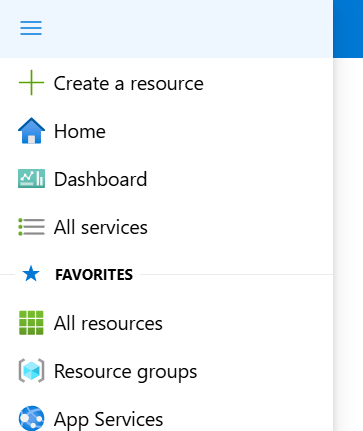 Create a resource
Home
Dashboard
All services
FAVORITES
All resources
Resource groups
App Services